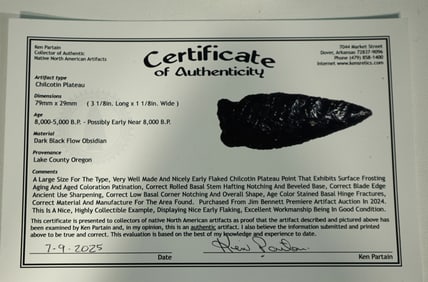 Ken Partain
Collector of Authentic
Native North American Artifacts
Certificate
of Authenticity
7044 Market Street
Dover, Arkansas 72837-9096
Phone (479) 858-1400
Internet www.kensrelics.com
Artifact type
Chilcotin Plateau
Dimensions
79mm x 29mm ( 3 1/8in. Long x 1 1/8in. Wide )
Age
8,000-5,000 B.P. - Possibly Early Near 8,000 B.P.
Material
Dark Black Flow Obsidian
Provenance
Lake County Oregon
Comments
A Large Size For The Type, Very Well Made And Nicely Early Flaked Chilcotin Plateau Point That Exhibits Surface Frosting
Aging And Aged Coloration Patination, Correct Rolled Basal Stem Hafting Notching And Beveled Base, Correct Blade Edge
Ancient Use Sharpening, Correct Low Basal Corner Notching And Overall Shape, Age Color Stained Basal Hinge Fractures,
Correct Material And Manufacture For The Area Found. Purchased From Jim Bennett Premiere Artifact Auction In 2024.
This Is A Nice, Highly Collectible Example, Displaying Nice Early Flaking, Excellent Workmanship Being In Good Condition.
This certificate is presented to collectors of native North American artifacts as proof that the artifact described and pictured above has
been examined by Ken Partain and, in my opinion, this is an authentic artifact. I also believe the information submitted and printed
above to be true and correct. This evaluation is based on the best of my knowledge and experience to date.
7-9-2025
Ken Partain
Date
Ken Partain